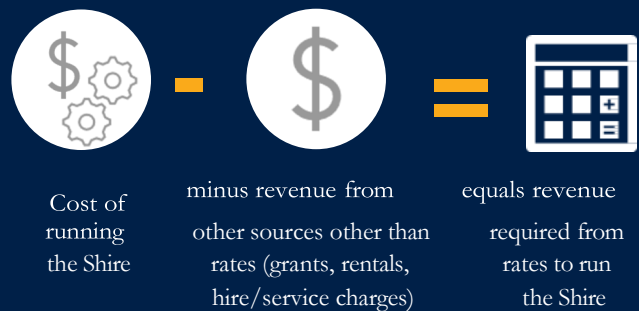 $
-
$
=
+
=
Cost of
running
the Shire
minus revenue from
other sources other than
rates (grants, rentals,
hire/service charges)
equals revenue
required from
rates to run
the Shire